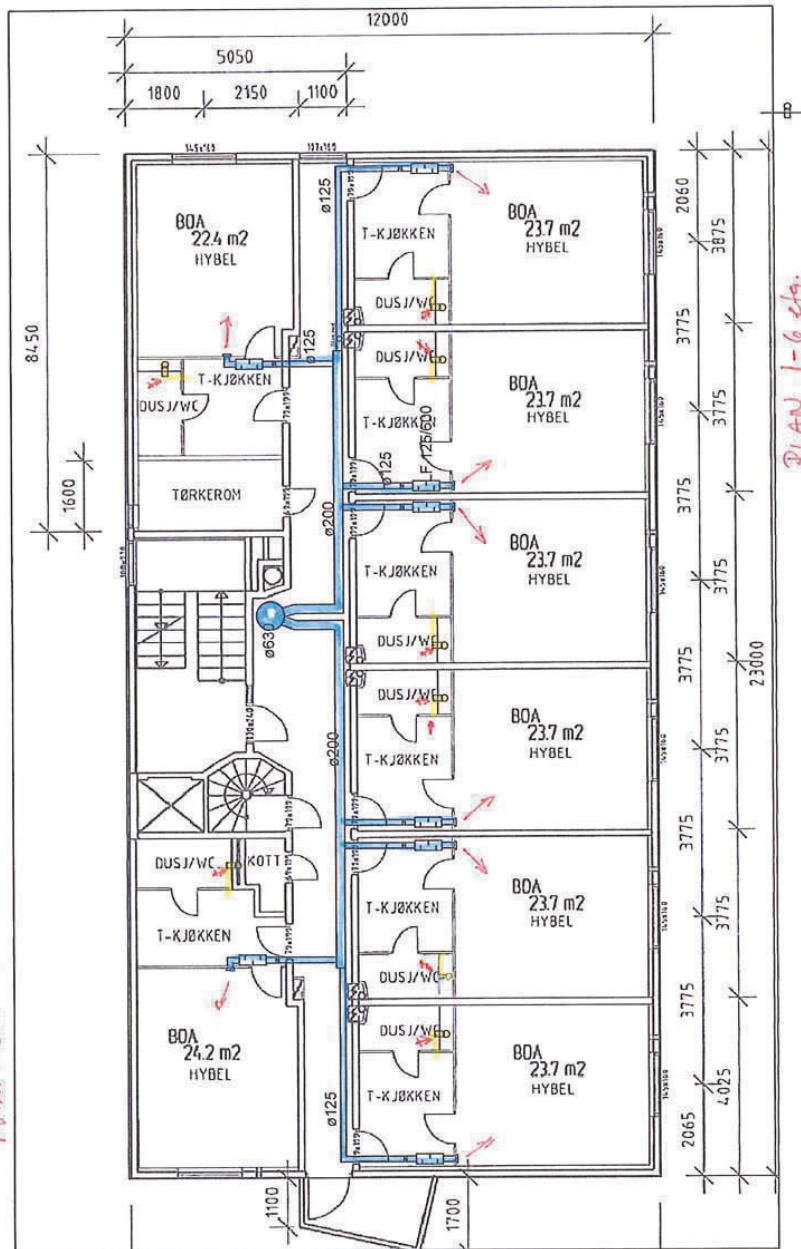 12000
5050
1800
2150
1100
8450
1600
BOA
22.4 m2
HYBEL
T-KJØKKEN
DUSJ/WC
TØRKEROM
ø125
ø125
ø200
ø63
ø200
ø125
BOA
23.7 m2
HYBEL
T-KJØKKEN
DUSJ/WC
BOA
23.7 m2
HYBEL
DUSJ/WC
T-KJØKKEN
ø125
F 125/600
BOA
23.7 m2
HYBEL
T-KJØKKEN
DUSJ/WC
BOA
23.7 m2
HYBEL
DUSJ/WC
T-KJØKKEN
BOA
23.7 m2
HYBEL
T-KJØKKEN
DUSJ/WC
BOA
23.7 m2
HYBEL
DUSJ/WC
T-KJØKKEN
DUSJ/WC
KOTT
T-KJØKKEN
BOA
24.2 m2
HYBEL
2060
3775
3775
3775
3775
3775
2065
3875
3775
3775
3775
3775
4025
23000
PLAN 1-6 etg.
1100
1700